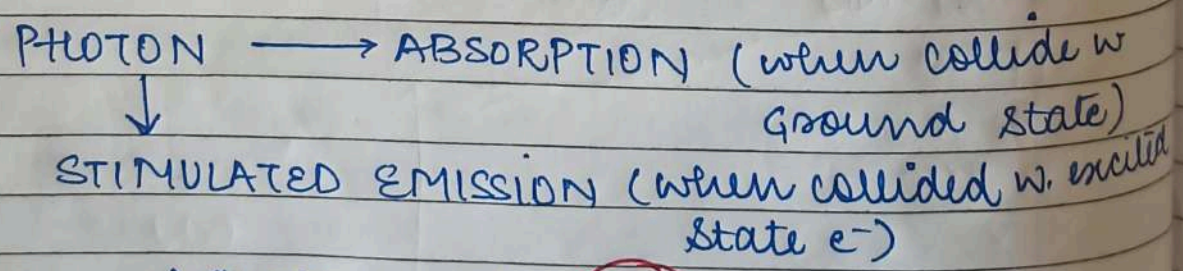 PHOTON → ABSORPTION (when collide w
Ground state)
↓
STIMULATED EMISSION (when collided w. excited
State e-)